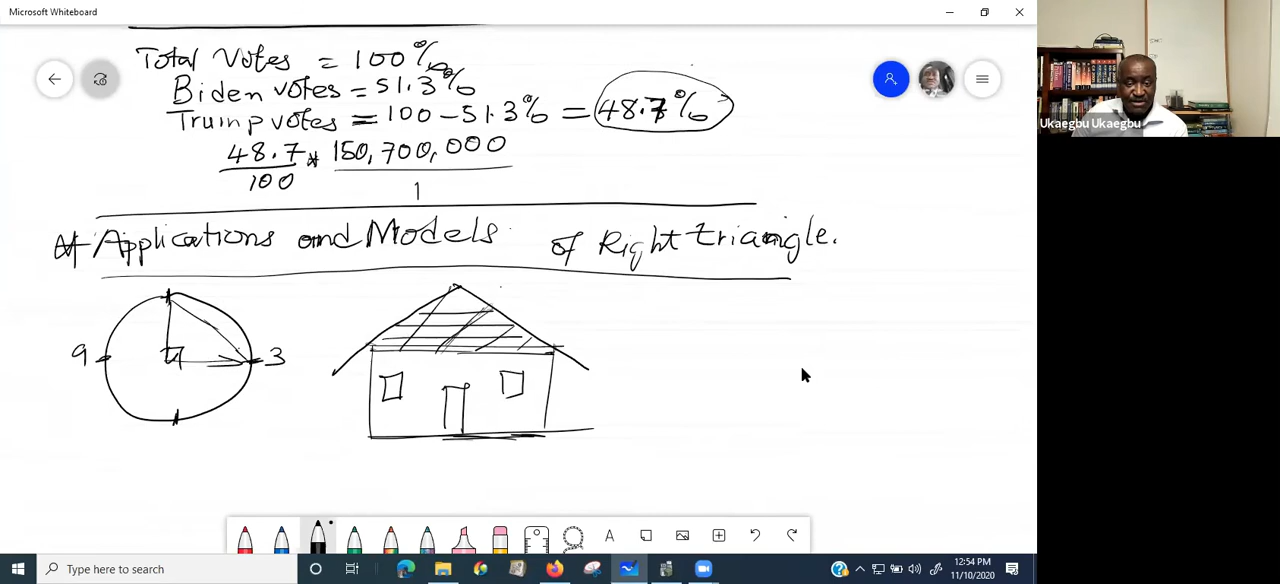 Microsoft Whiteboard
Total Votes = 100%
Biden votes = 51.3%
Trump votes = 100 - 51.3% = 48.7%
48.7 * 150,700,000
100 1
Applications and Models of Right triangle.
9 3
Ukaegbu Ukaegbu
A
Type here to search
12:54 PM
11/10/2020